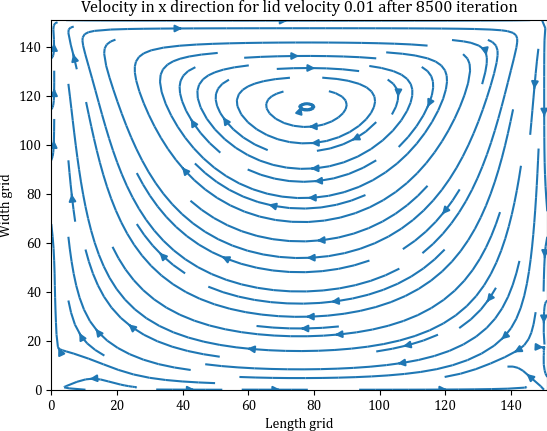 Velocity in x direction for lid velocity 0.01 after 8500 iteration
140
120
100
80
60
40
20
0
Width grid
0 20 40 60 80 100 120 140
Length grid